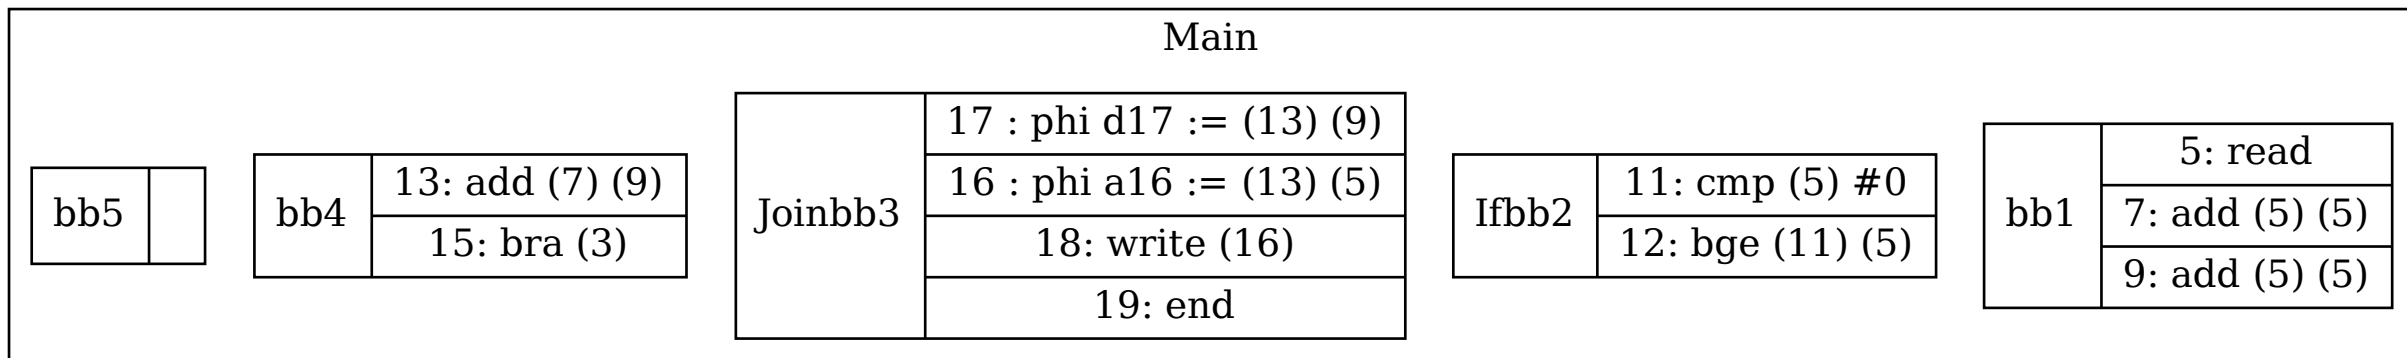 Main
bb5
bb4
13: add (7) (9)
15: bra (3)
Joinbb3
17 : phi d17 := (13) (9)
16 : phi a16 := (13) (5)
18: write (16)
19: end
Ifbb2
11: cmp (5) #0
12: bge (11) (5)
bb1
5: read
7: add (5) (5)
9: add (5) (5)